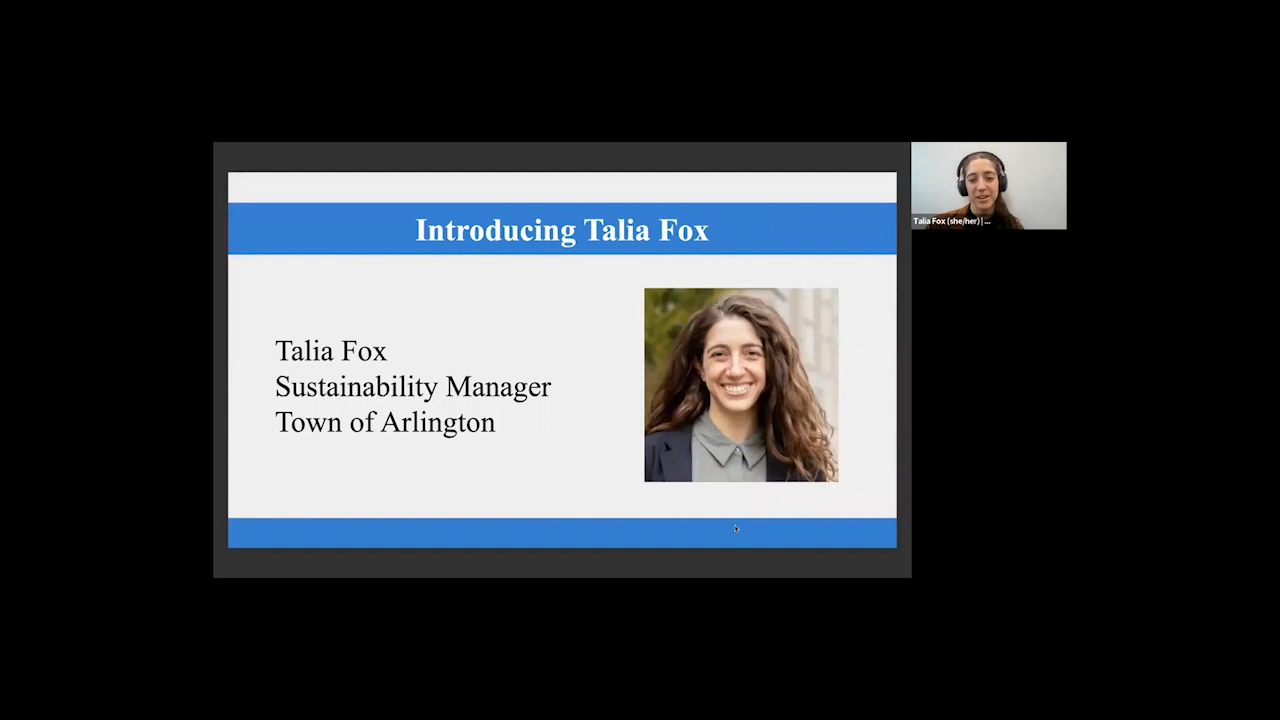 Introducing Talia Fox
Talia Fox
Sustainability Manager
Town of Arlington
Talia Fox (she/her) | ...